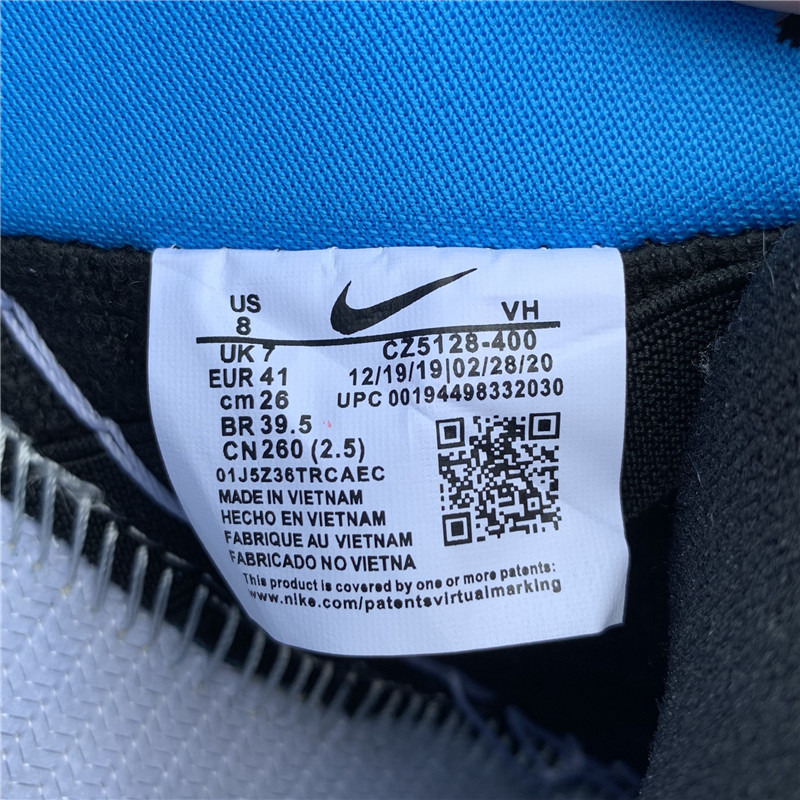 US
8
VH
UK 7
CZ5128-400
EUR 41
12/19/19|02/28/20
cm 26
UPC 00194498332030
BR 39.5
CN 260 (2.5)
01J5Z36TRCAEC
MADE IN VIETNAM
HECHO EN VIETNAM
FABRIQUE AU VIETNAM
FABRICADO NO VIETNA
This product is covered by one or more patents:
www.nike.com/patentsvirtualmarking